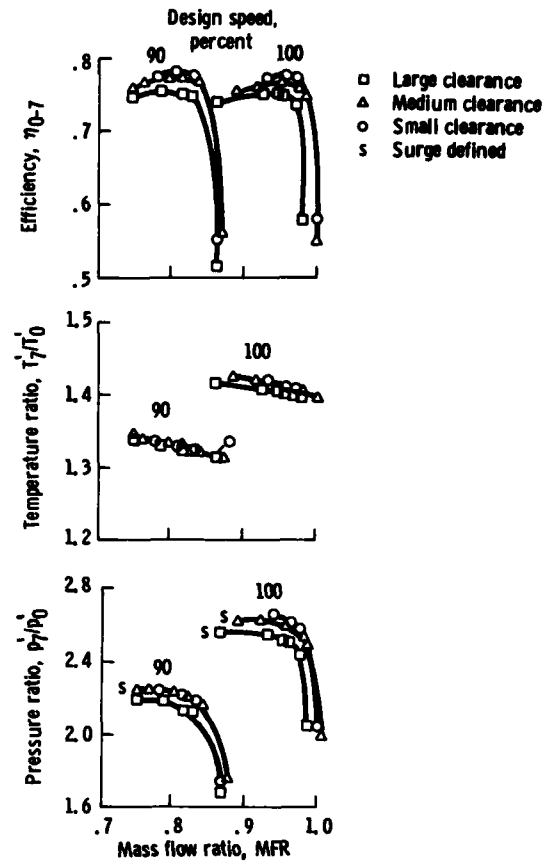 Design speed,
percent
90
100
.8
.7
.6
.5
Efficiency, η0-7
Large clearance
Medium clearance
Small clearance
s Surge defined
1.5
1.4
1.3
1.2
Temperature ratio, T'7/T'0
100
90
2.8
2.4
2.0
1.6
Pressure ratio, p'7/p'0
100
s
s
90
s
.7
.8
.9
1.0
Mass flow ratio, MFR